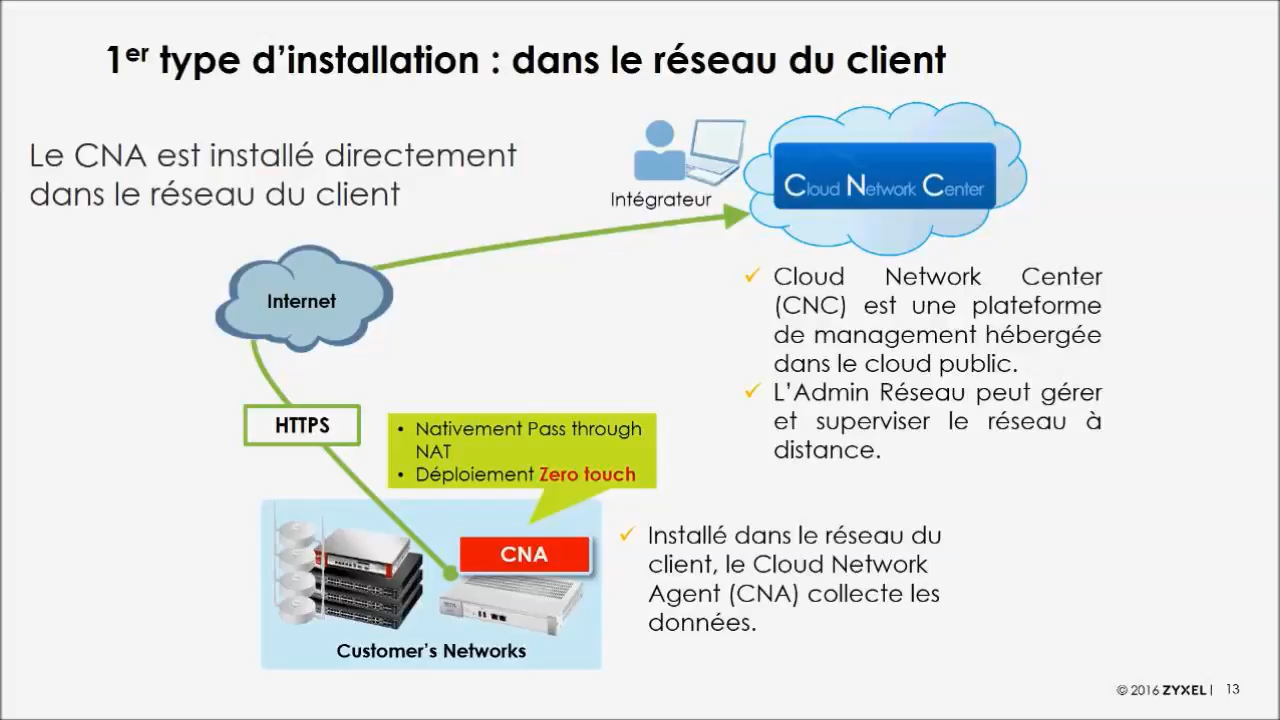 1er type d’installation : dans le réseau du client
Le CNA est installé directement
dans le réseau du client
Intégrateur
Cloud Network Center
Internet
✓ Cloud Network Center
(CNC) est une plateforme
de management hébergée
dans le cloud public.
✓ L’Admin Réseau peut gérer
et superviser le réseau à
distance.
HTTPS
• Nativement Pass through
NAT
• Déploiement Zero touch
CNA
✓ Installé dans le réseau du
client, le Cloud Network
Agent (CNA) collecte les
données.
Customer’s Networks
© 2016 ZYXEL | 13